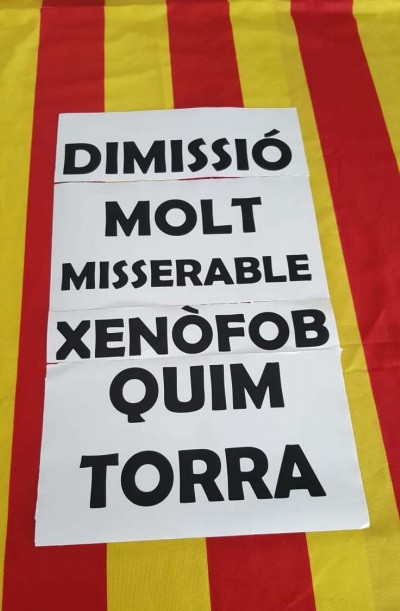 DIMISSIÓ
MOLT
MISSERABLE
XENÒFOB
QUIM
TORRA